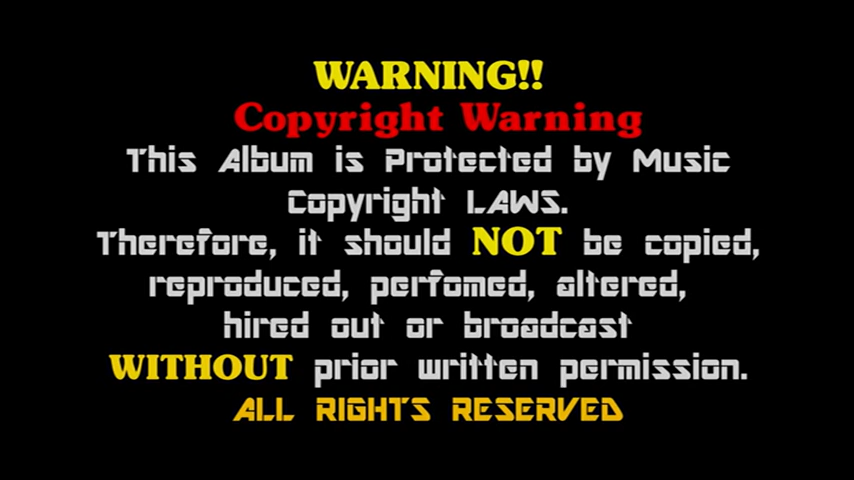 WARNING!!
Copyright Warning
This Album is Protected by Music
Copyright LAWS.
Therefore, it should NOT be copied,
reproduced, perfomed, altered,
hired out or broadcast
WITHOUT prior written permission.
ALL RIGHTS RESERVED